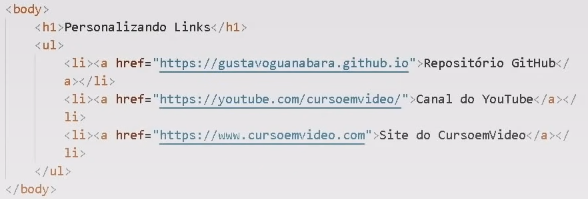 <body>
<h1>Personalizando Links</h1>
<ul>
<li><a href="https://gustavoguanabara.github.io">Repositório GitHub</
a></li>
<li><a href="https://youtube.com/cursoemvideo/">Canal do YouTube</a></
li>
<li><a href="https://www.cursoemvideo.com">Site do CursoemVideo</a></
li>
</ul>
</body>